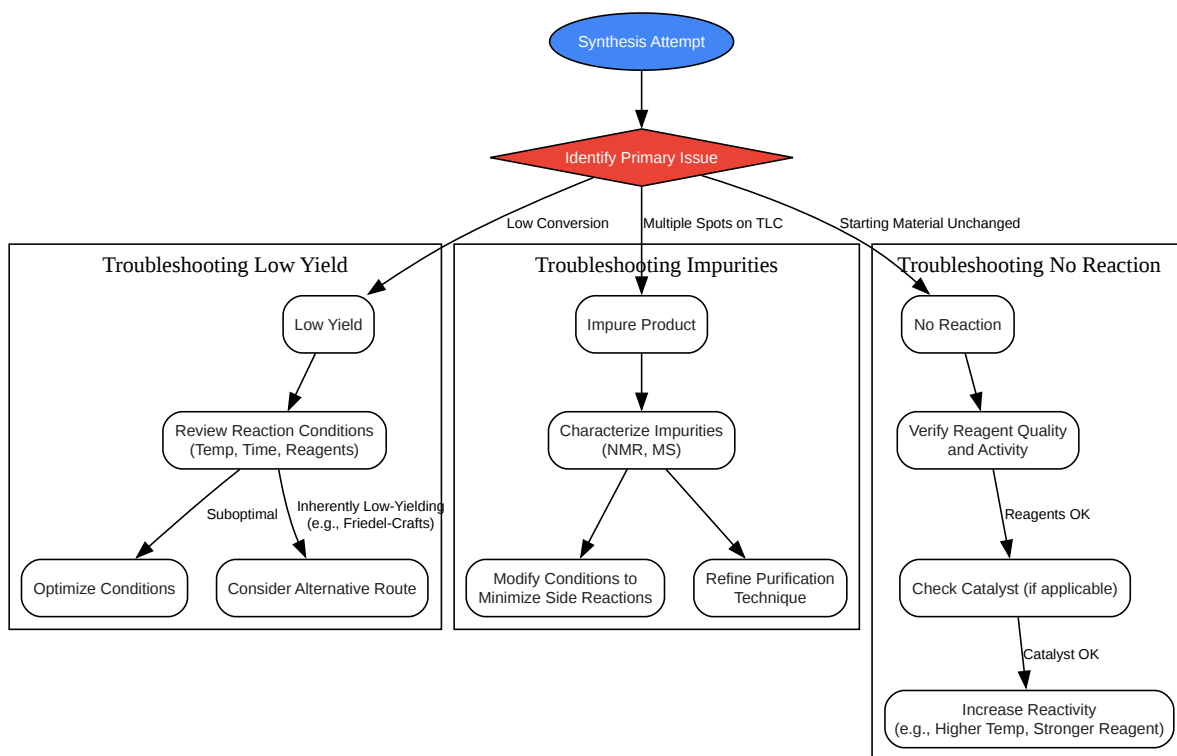 Synthesis Attempt
Identify Primary Issue
Low Conversion
Multiple Spots on TLC
Starting Material Unchanged
Troubleshooting Low Yield
Low Yield
Review Reaction Conditions
(Temp, Time, Reagents)
Suboptimal
Inherently Low-Yielding
(e.g., Friedel-Crafts)
Optimize Conditions
Consider Alternative Route
Troubleshooting Impurities
Impure Product
Characterize Impurities
(NMR, MS)
Modify Conditions to
Minimize Side Reactions
Refine Purification
Technique
Troubleshooting No Reaction
No Reaction
Verify Reagent Quality
and Activity
Reagents OK
Check Catalyst (if applicable)
Catalyst OK
Increase Reactivity
(e.g., Higher Temp, Stronger Reagent)